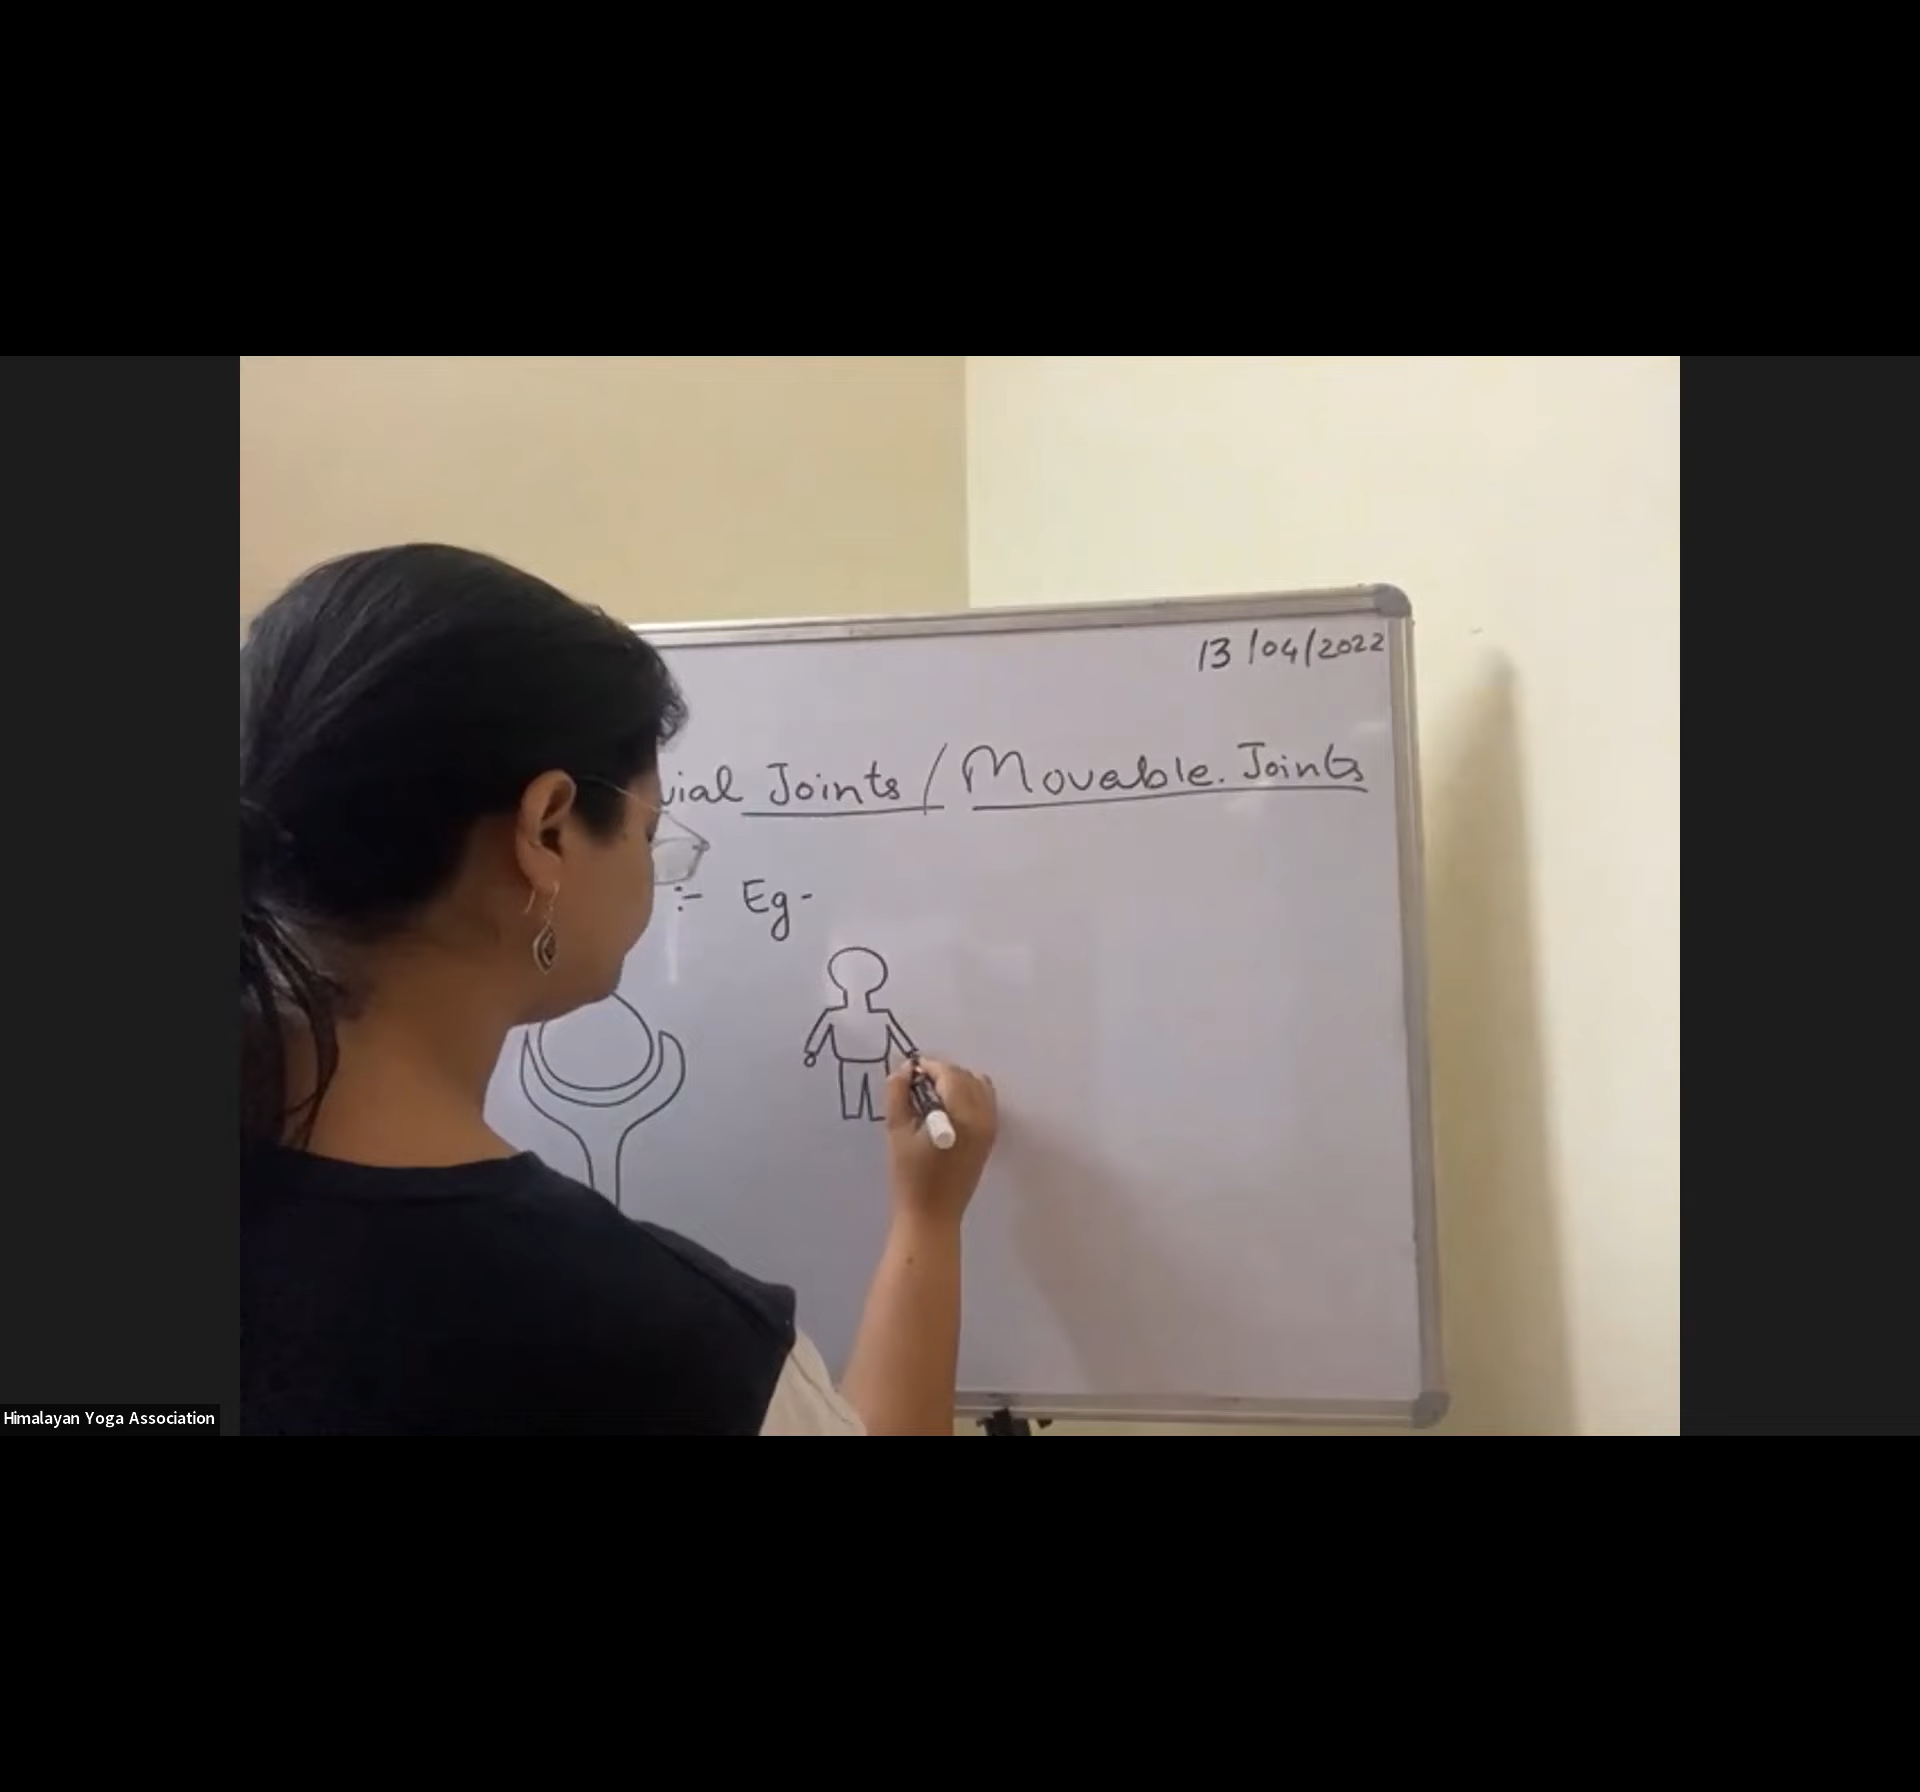 13/04/2022
vial Joints / Movable. Joints
:- Eg-
Himalayan Yoga Association